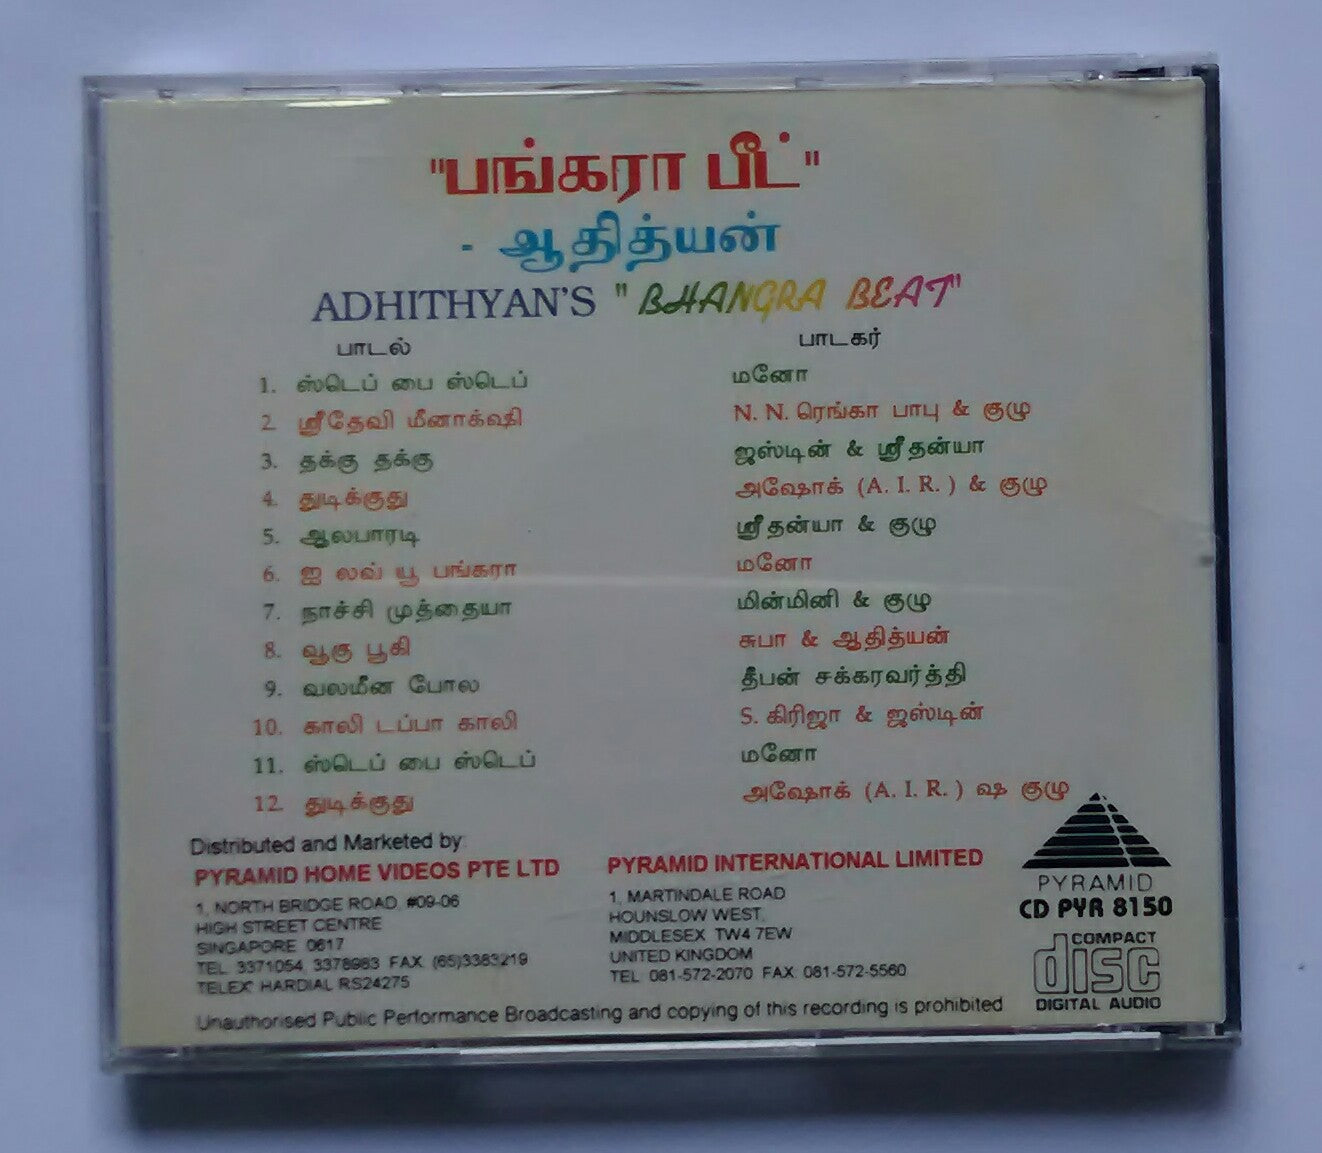 "பங்கரா பீட்"
- ஆதித்யன்
ADHITHYAN'S "BHANGRA BEAT"
பாடல் பாடகர்
1. ஸ்டெப் பை ஸ்டெப் மனோ
2. ஸ்ரீதேவி மீனாக்ஷி N. N. ரெங்கா பாபு & குழு
3. தக்கு தக்கு ஜஸ்டின் & ஸ்ரீதன்யா
4. துடிக்குது அஷோக் (A. I. R.) & குழு
5. ஆலபாரடி ஸ்ரீதன்யா & குழு
6. ஐ லவ் யூ பங்கரா மனோ
7. நாச்சி முத்தையா மின்மினி & குழு
8. வூகு பூகி சுபா & ஆதித்யன்
9. வலமீன போல தீபன் சக்கரவர்த்தி
10. காலி டப்பா காலி S. கிரிஜா & ஜஸ்டின்
11. ஸ்டெப் பை ஸ்டெப் மனோ
12. துடிக்குது அஷோக் (A. I. R.) ஷ குழு
Distributed and Marketed by:
PYRAMID HOME VIDEOS PTE LTD
1, NORTH BRIDGE ROAD, #09-06
HIGH STREET CENTRE
SINGAPORE 0617
TEL 3371054, 3378983 FAX (65)3383219
TELEX HARDIAL RS24275
PYRAMID INTERNATIONAL LIMITED
1, MARTINDALE ROAD
HOUNSLOW WEST,
MIDDLESEX TW4 7EW
UNITED KINGDOM
TEL 081-572-2070 FAX 081-572-5560
PYRAMID
CD PYR 8150
COMPACT
disc
DIGITAL AUDIO
Unauthorised Public Performance Broadcasting and copying of this recording is prohibited